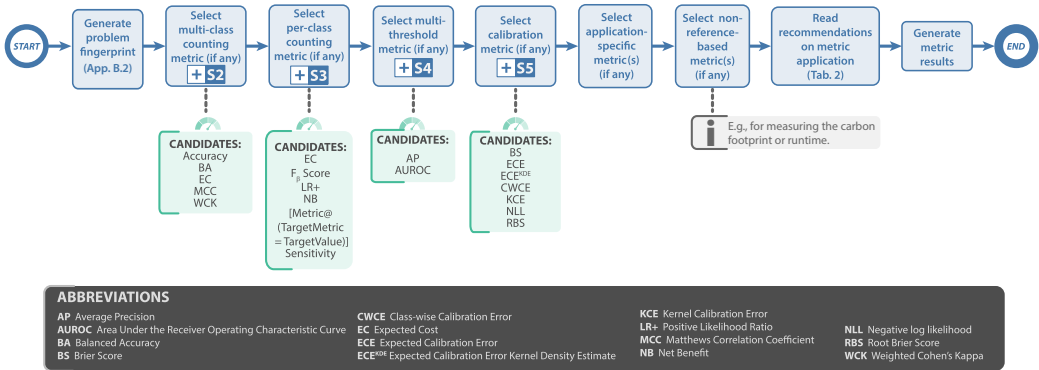 START
Generate
problem
fingerprint
(App. B.2)
Select
multi-class
counting
metric (if any)
+ S2
Select
per-class
counting
metric (if any)
+ S3
Select multi-
threshold
metric (if any)
+ S4
Select
calibration
metric (if any)
+ S5
Select
application-
specific
metric(s)
(if any)
Select non-
reference-
based
metric(s)
(if any)
Read
recommendations
on metric
application
(Tab. 2)
Generate
metric
results
END
CANDIDATES:
Accuracy
BA
EC
MCC
WCK
CANDIDATES:
EC
Fβ Score
LR+
NB
[Metric@
(TargetMetric
= TargetValue)]
Sensitivity
CANDIDATES:
AP
AUROC
CANDIDATES:
BS
ECE
ECEᴷᴰᴱ
CWCE
KCE
NLL
RBS
i
E.g., for measuring the carbon
footprint or runtime.
ABBREVIATIONS
AP Average Precision
AUROC Area Under the Receiver Operating Characteristic Curve
BA Balanced Accuracy
BS Brier Score
CWCE Class-wise Calibration Error
EC Expected Cost
ECE Expected Calibration Error
ECEᴷᴰᴱ Expected Calibration Error Kernel Density Estimate
KCE Kernel Calibration Error
LR+ Positive Likelihood Ratio
MCC Matthews Correlation Coefficient
NB Net Benefit
NLL Negative log likelihood
RBS Root Brier Score
WCK Weighted Cohen's Kappa